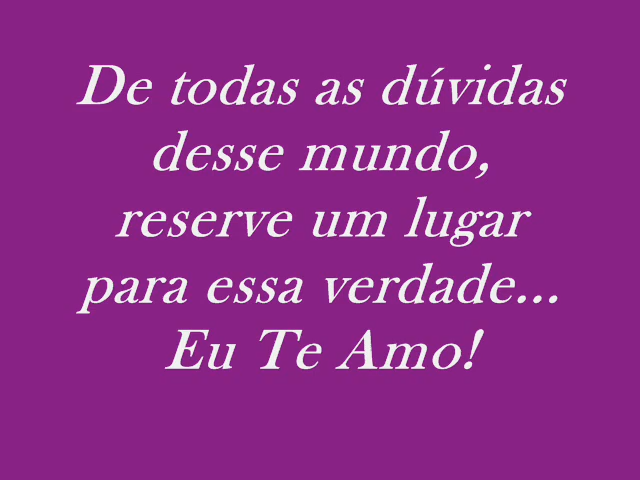 De todas as dúvidas
desse mundo,
reserve um lugar
para essa verdade...
Eu Te Amo!